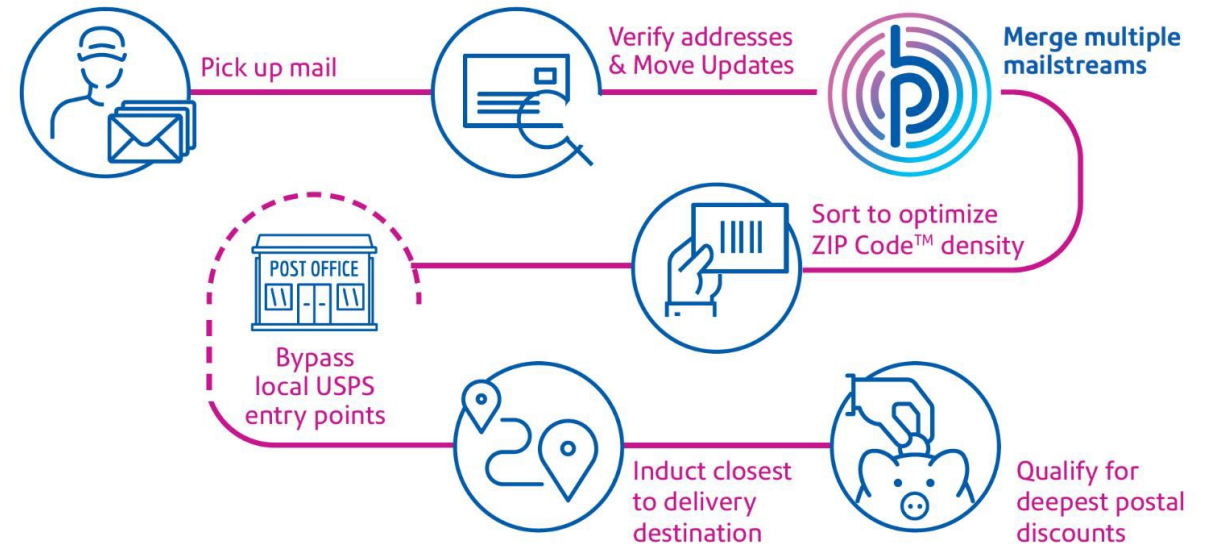 Pick up mail
Verify addresses
& Move Updates
Merge multiple
mailstreams
Sort to optimize
ZIP Code™ density
POST OFFICE
Bypass
local USPS
entry points
Induct closest
to delivery
destination
Qualify for
deepest postal
discounts